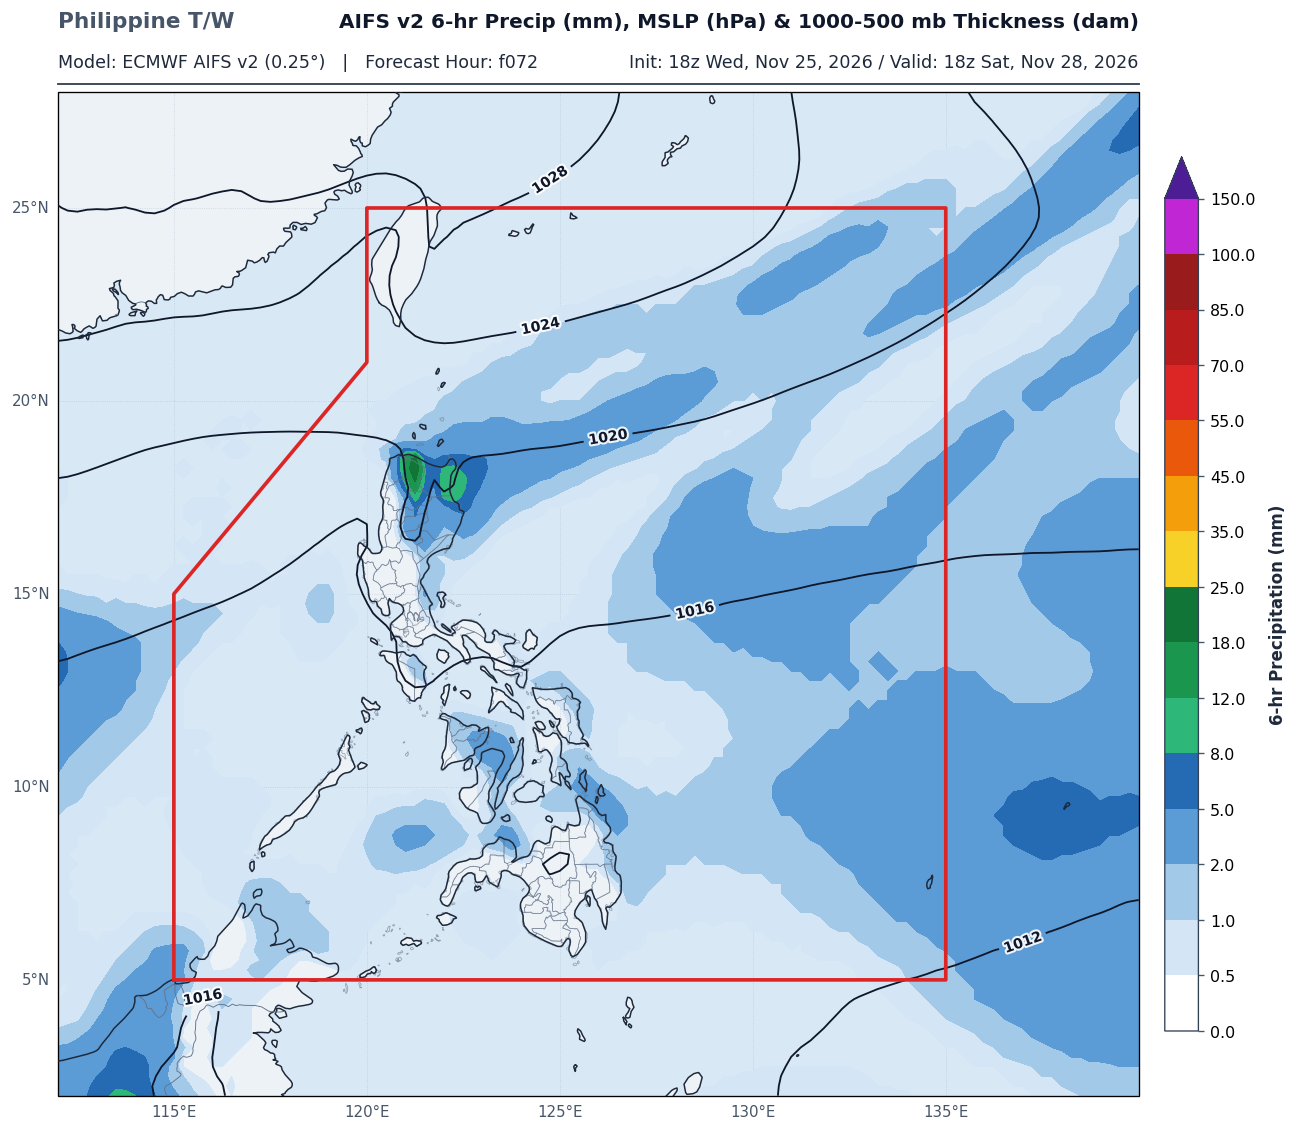 Philippine T/W
AIFS v2 6-hr Precip (mm), MSLP (hPa) & 1000-500 mb Thickness (dam)
Model: ECMWF AIFS v2 (0.25°) | Forecast Hour: f072
Init: 18z Wed, Nov 25, 2026 / Valid: 18z Sat, Nov 28, 2026
25°N
20°N
15°N
10°N
5°N
1028
1024
1020
1016
1012
1016
115°E
120°E
125°E
130°E
135°E
150.0
100.0
85.0
70.0
55.0
45.0
35.0
25.0
18.0
12.0
8.0
5.0
2.0
1.0
0.5
0.0
6-hr Precipitation (mm)